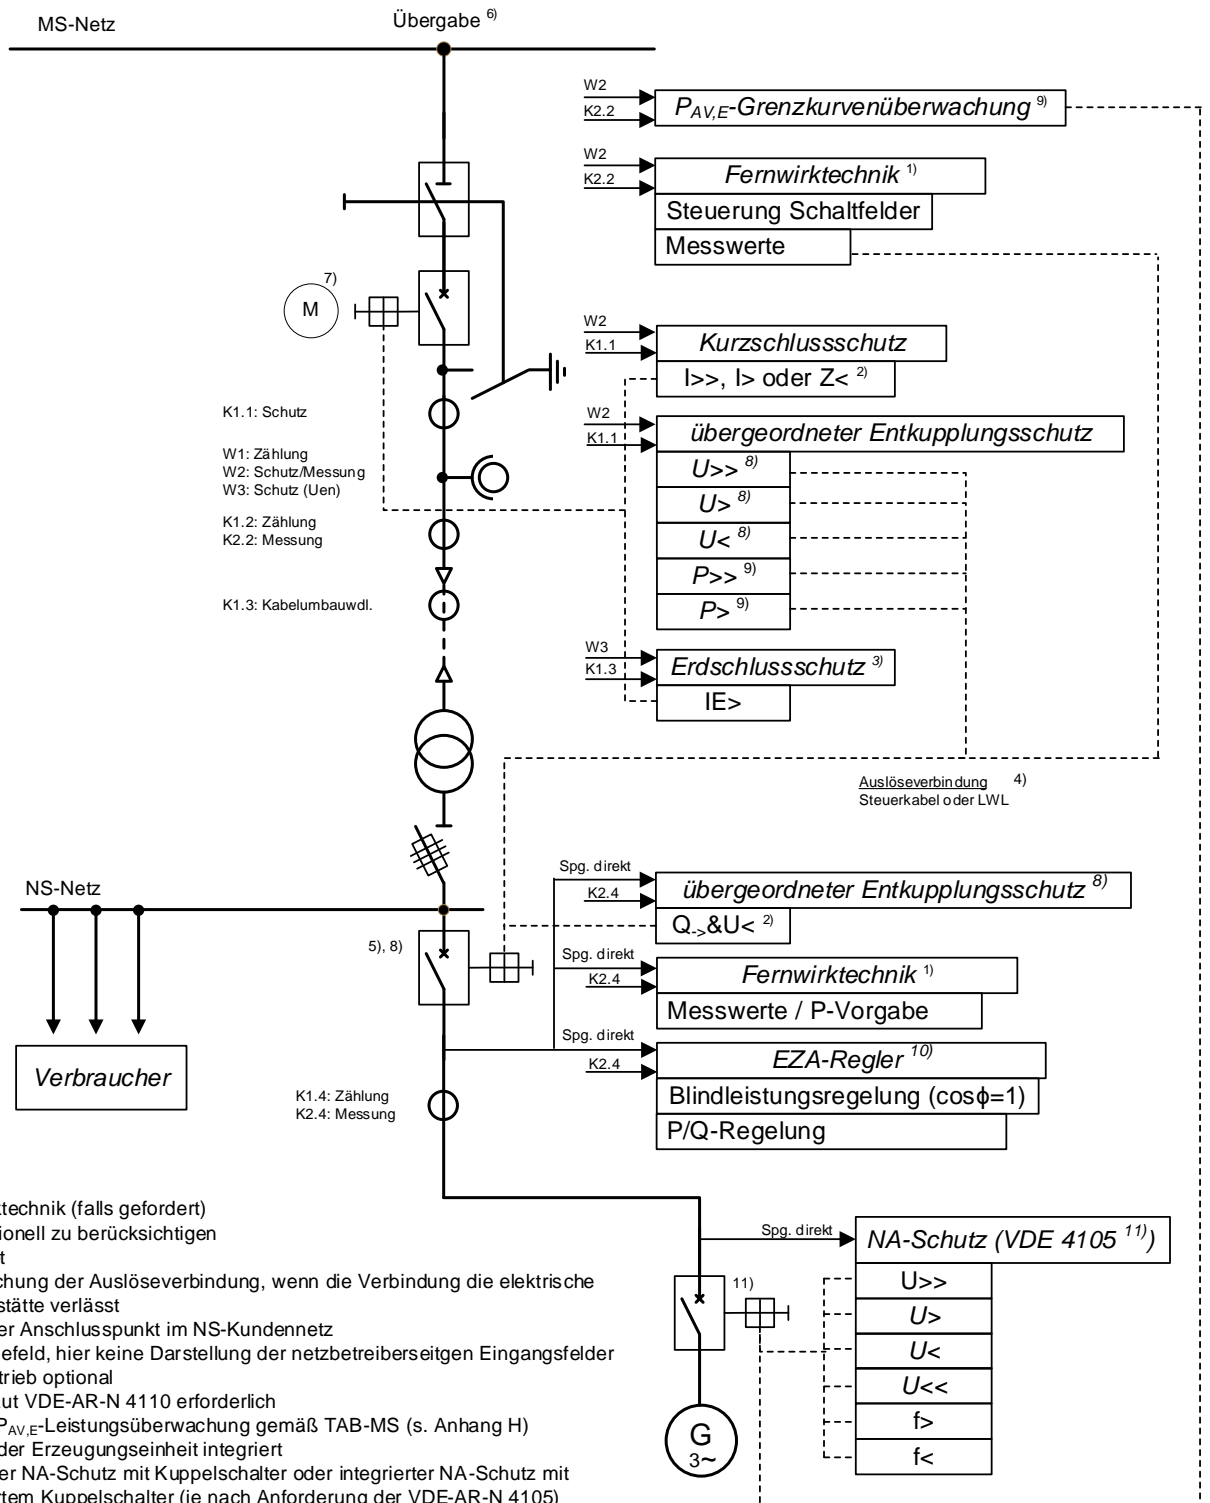 MS-Netz
Übergabe 6)
W2
K2.2
P_AV,E-Grenzkurvenüberwachung 9)
W2
K2.2
Fernwirktechnik 1)
Steuerung Schaltfelder
Messwerte
7)
M
W2
K1.1
Kurzschlussschutz
I>>, I> oder Z< 2)
K1.1: Schutz
W2
K1.1
übergeordneter Entkupplungsschutz
U>> 8)
U> 8)
U< 8)
P>> 9)
P> 9)
W1: Zählung
W2: Schutz/Messung
W3: Schutz (Uen)
K1.2: Zählung
K2.2: Messung
K1.3: Kabelumbauwdl.
W3
K1.3
Erdschlussschutz 3)
IE>
Auslöseverbindung 4)
Steuerkabel oder LWL
NS-Netz
Spg. direkt
K2.4
übergeordneter Entkupplungsschutz 8)
Q->&U< 2)
5), 8)
Spg. direkt
K2.4
Fernwirktechnik 1)
Messwerte / P-Vorgabe
Spg. direkt
K2.4
EZA-Regler 10)
Blindleistungsregelung (cosϕ=1)
P/Q-Regelung
Verbraucher
K1.4: Zählung
K2.4: Messung
technik (falls gefordert)
ionell zu berücksichtigen
t
chung der Auslöseverbindung, wenn die Verbindung die elektrische
stätte verlässt
er Anschlusspunkt im NS-Kundennetz
efeld, hier keine Darstellung der netzbetreiberseitgen Eingangsfelder
trieb optional
aut VDE-AR-N 4110 erforderlich
P_AV,E-Leistungsüberwachung gemäß TAB-MS (s. Anhang H)
der Erzeugungseinheit integriert
er NA-Schutz mit Kuppelschalter oder integrierter NA-Schutz mit
rtem Kuppelschalter (je nach Anforderung der VDE-AR-N 4105)
Spg. direkt
NA-Schutz (VDE 4105 11))
U>>
U>
U<
U<<
f>
f<
11)
G
3~